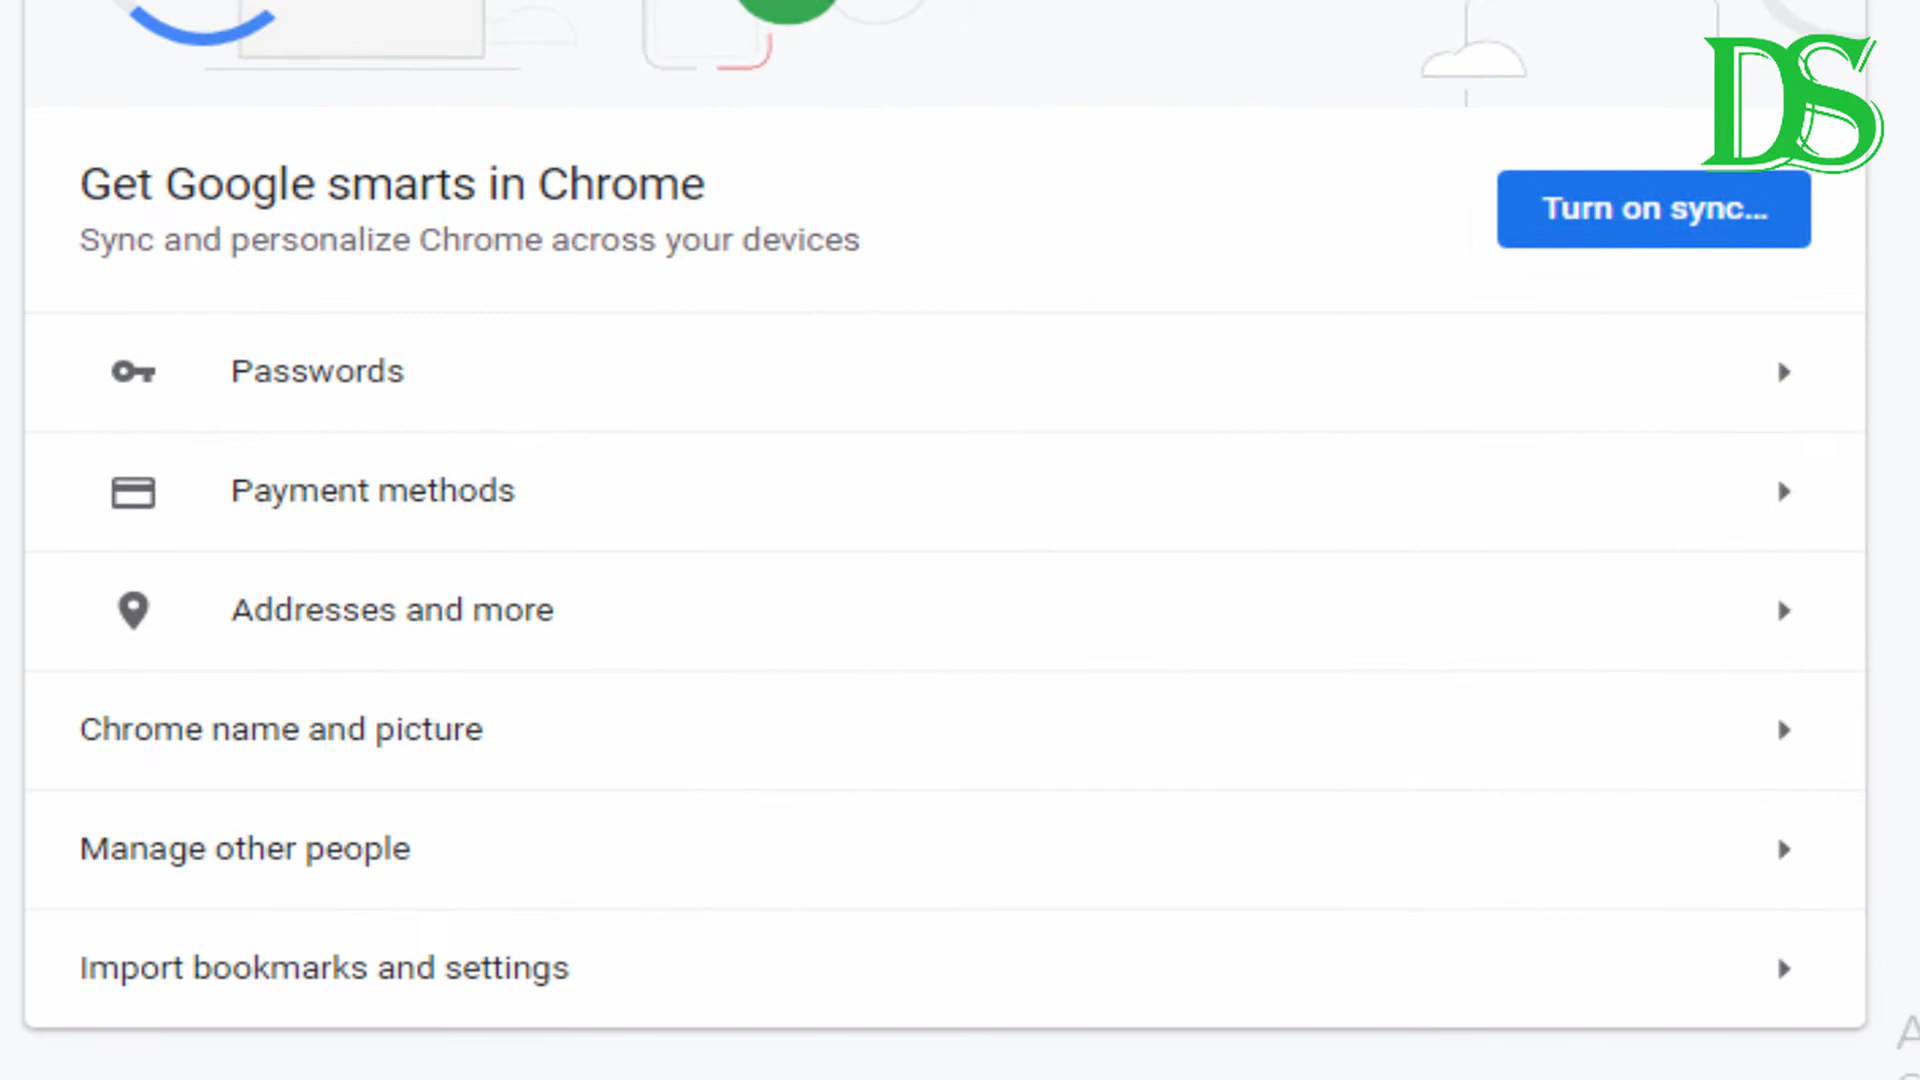 DS
Get Google smarts in Chrome
Sync and personalize Chrome across your devices
Turn on sync...
Passwords
Payment methods
Addresses and more
Chrome name and picture
Manage other people
Import bookmarks and settings